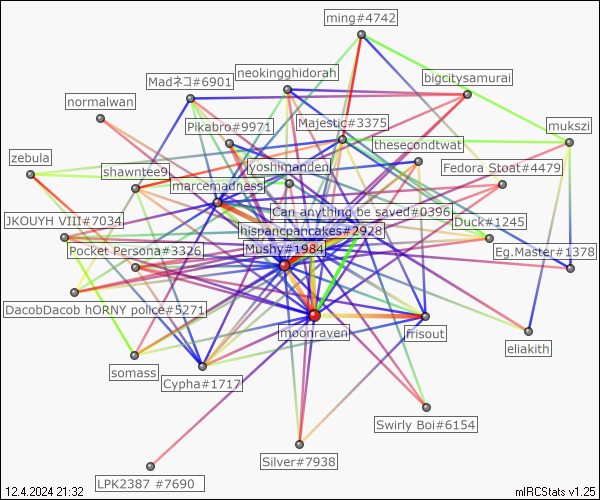 ming#4742
neokingghidorah
bigcitysamurai
Madネコ#6901
normalwan
Majestic#3375
mukszi
Pikabro#9971
thesecondtwat
zebula
yoshimanden
Fedora Stoat#4479
shawntee9
marcemadness
Can anything be saved#0396
JKOUYH VIII#7034
Duck#1245
hispancpancakes#2928
Pocket Persona#3326
Mushy#1984
Eg.Master#1378
DacobDacob hORNY police#5271
moonraven
frisout
eliakith
somass
Cypha#1717
Swirly Boi#6154
Silver#7938
LPK2387 #7690
12.4.2024 21:32
mIRCStats v1.25